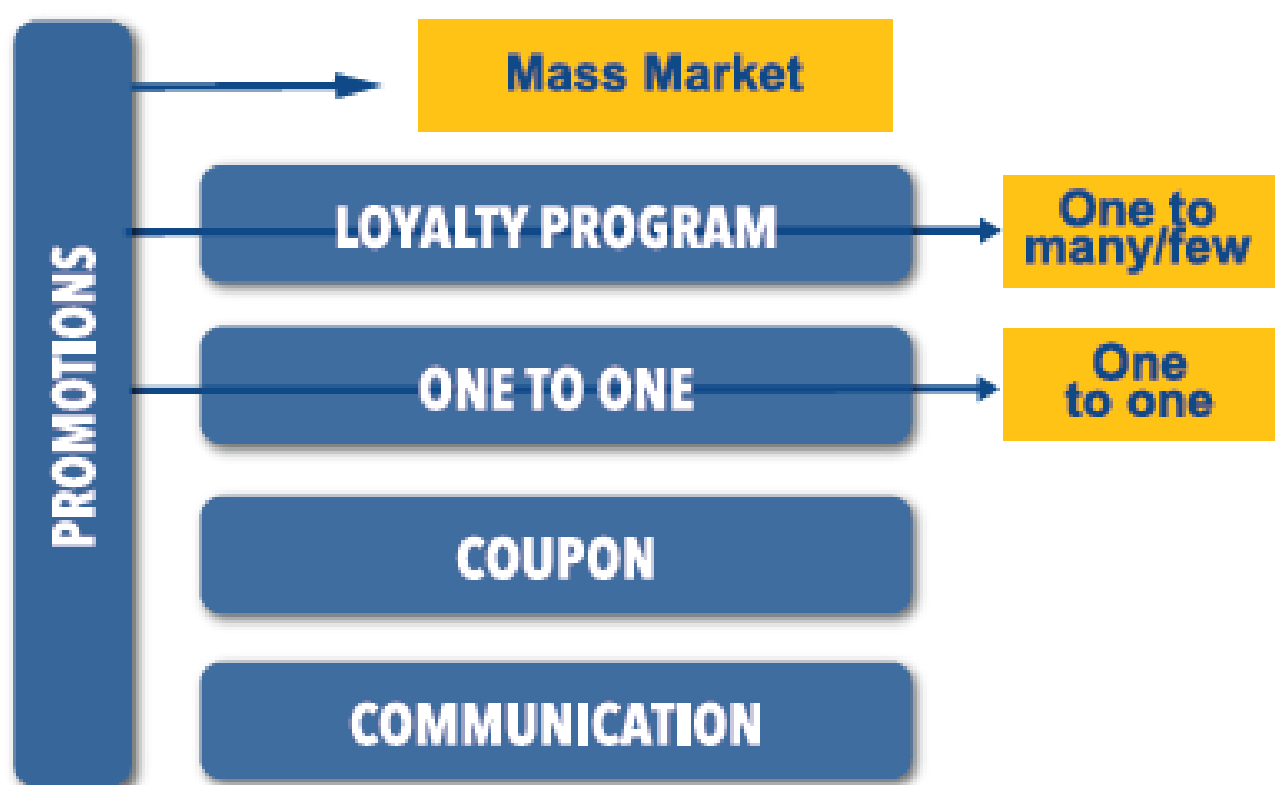 PROMOTIONS
Mass Market
LOYALTY PROGRAM
One to
many/few
ONE TO ONE
One
to one
COUPON
COMMUNICATION